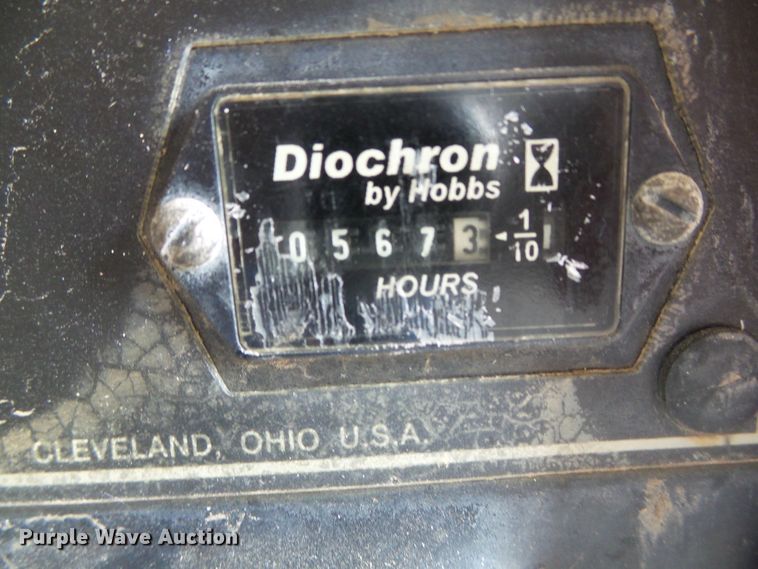 Diochron
by Hobbs
0 5 6 7 3 1/10
HOURS
CLEVELAND, OHIO U.S.A.
Purple Wave Auction